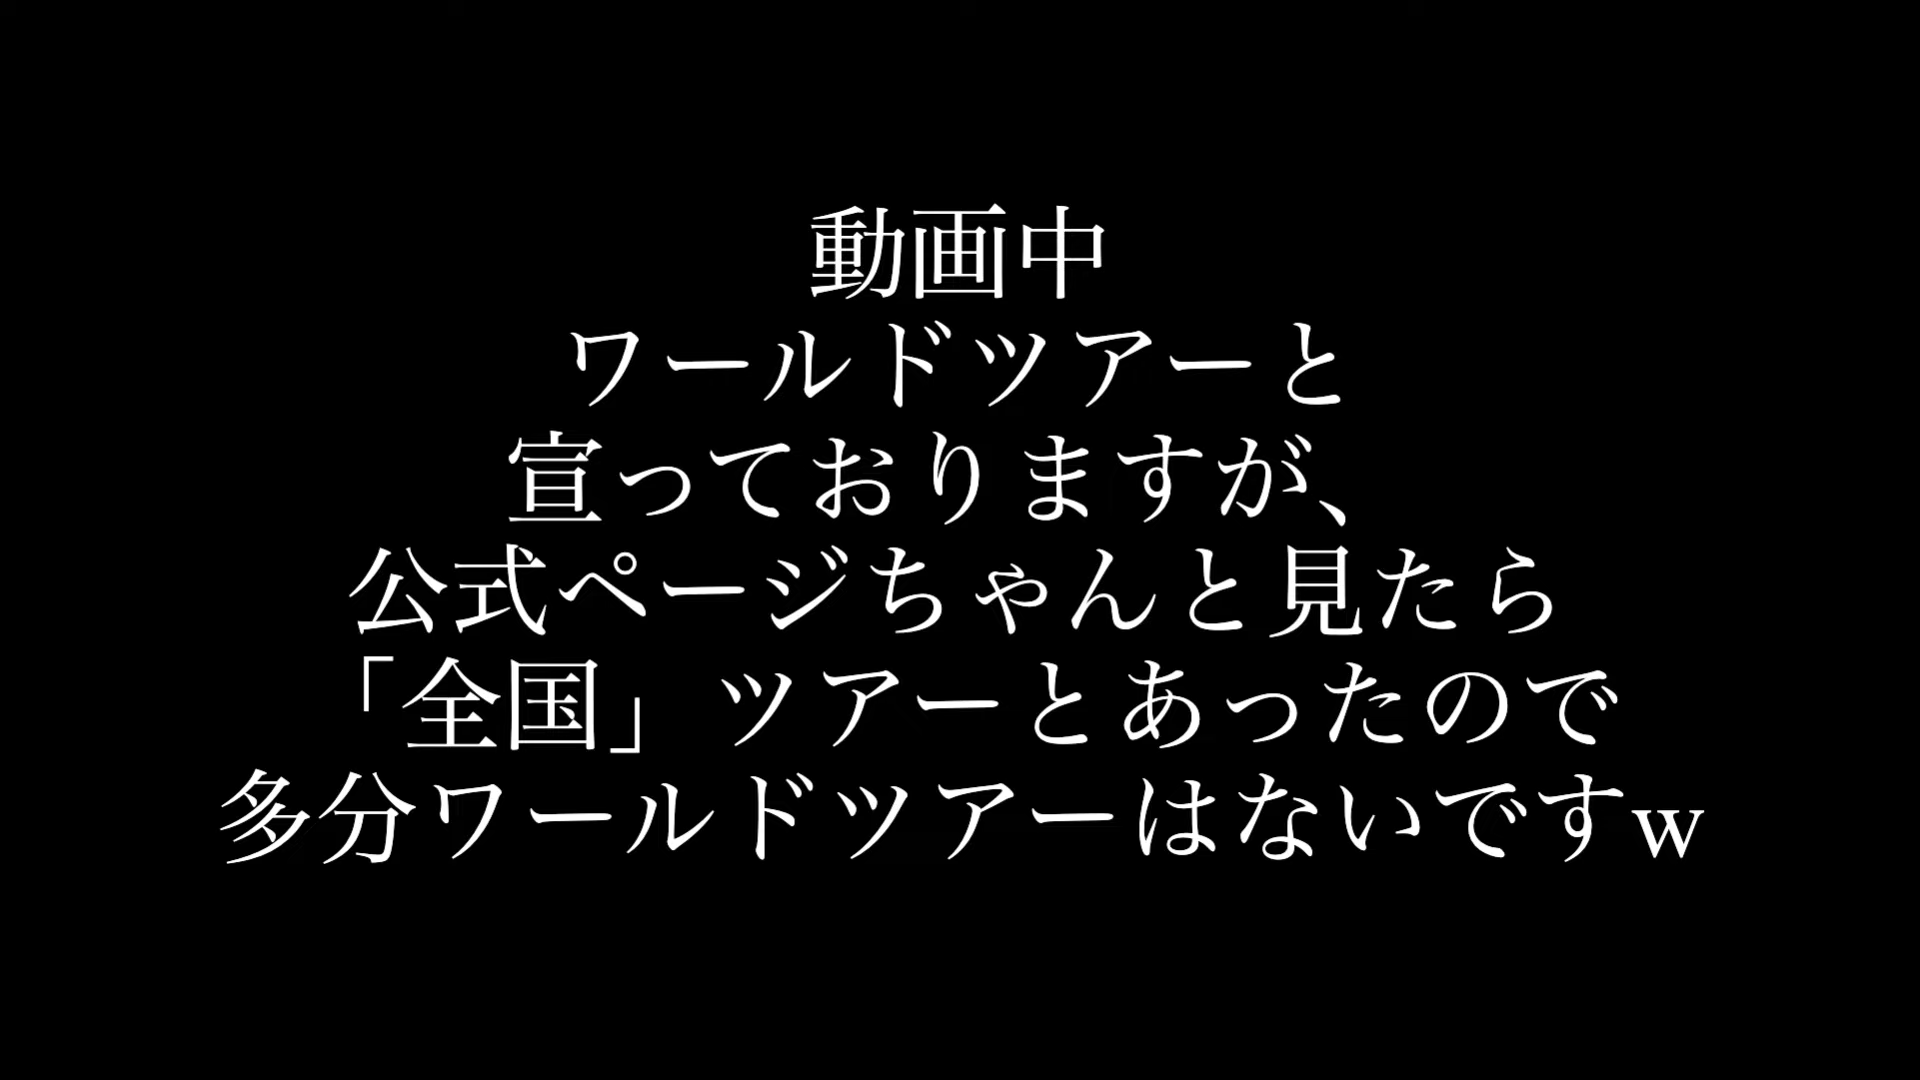 動画中
ワールドツアーと
宣っておりますが、
公式ページちゃんと見たら
「全国」ツアーとあったので
多分ワールドツアーはないですw